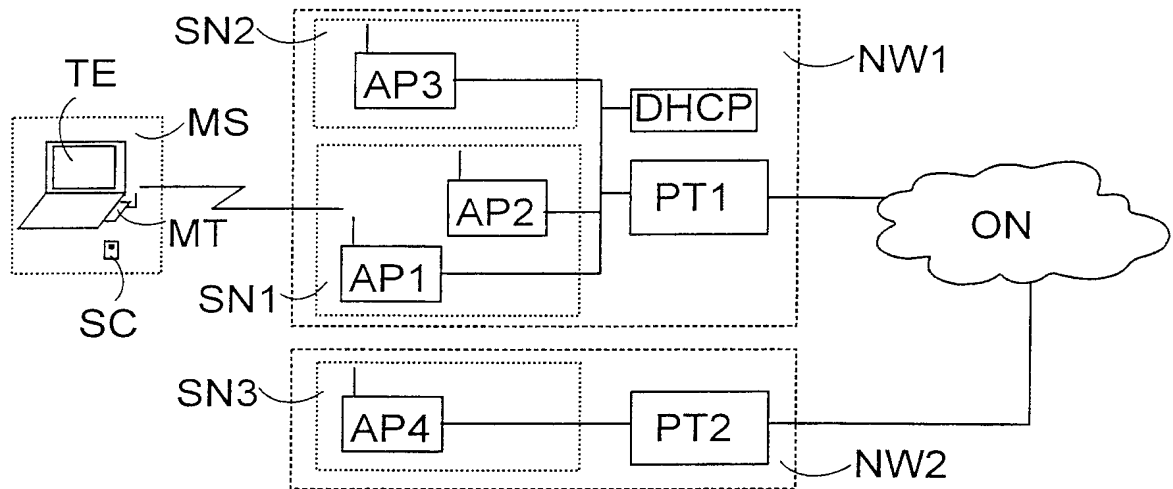 SN2
NW1
TE
AP3
MS
DHCP
AP2
PT1
ON
MT
AP1
SN1
SC
SN3
AP4
PT2
NW2